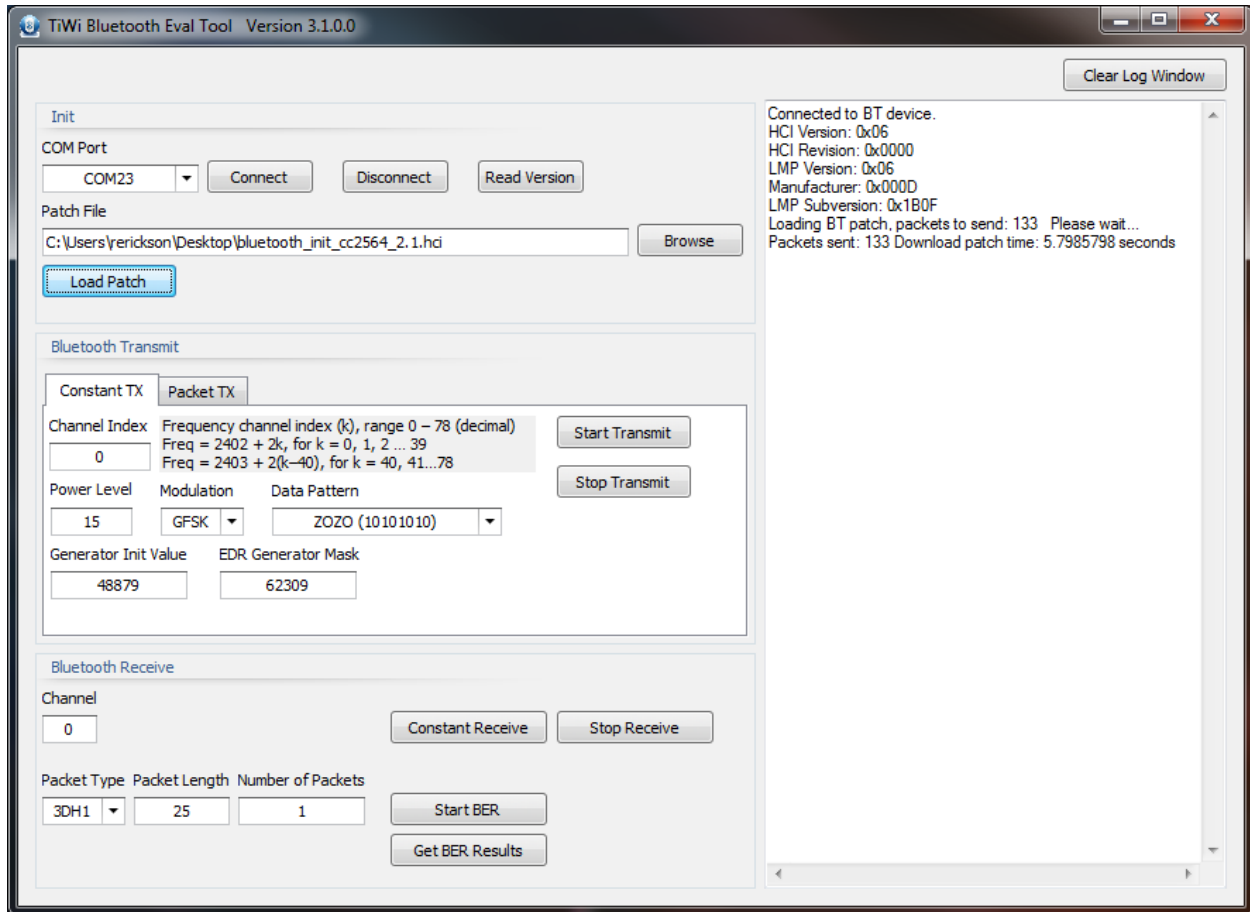 TiWi Bluetooth Eval Tool   Version 3.1.0.0
Clear Log Window
Init
COM Port
COM23 Connect Disconnect Read Version
Patch File
C:\Users\rerickson\Desktop\bluetooth_init_cc2564_2.1.hci Browse
Load Patch
Bluetooth Transmit
Constant TX Packet TX
Channel Index
0
Frequency channel index (k), range 0 – 78 (decimal)
Freq = 2402 + 2k, for k = 0, 1, 2 ... 39
Freq = 2403 + 2(k–40), for k = 40, 41...78
Start Transmit
Stop Transmit
Power Level Modulation Data Pattern
15 GFSK ZOZO (10101010)
Generator Init Value EDR Generator Mask
48879 62309
Bluetooth Receive
Channel
0 Constant Receive Stop Receive
Packet Type Packet Length Number of Packets
3DH1 25 1 Start BER
Get BER Results
Connected to BT device.
HCI Version: 0x06
HCI Revision: 0x0000
LMP Version: 0x06
Manufacturer: 0x000D
LMP Subversion: 0x1B0F
Loading BT patch, packets to send: 133   Please wait...
Packets sent: 133 Download patch time: 5.7985798 seconds